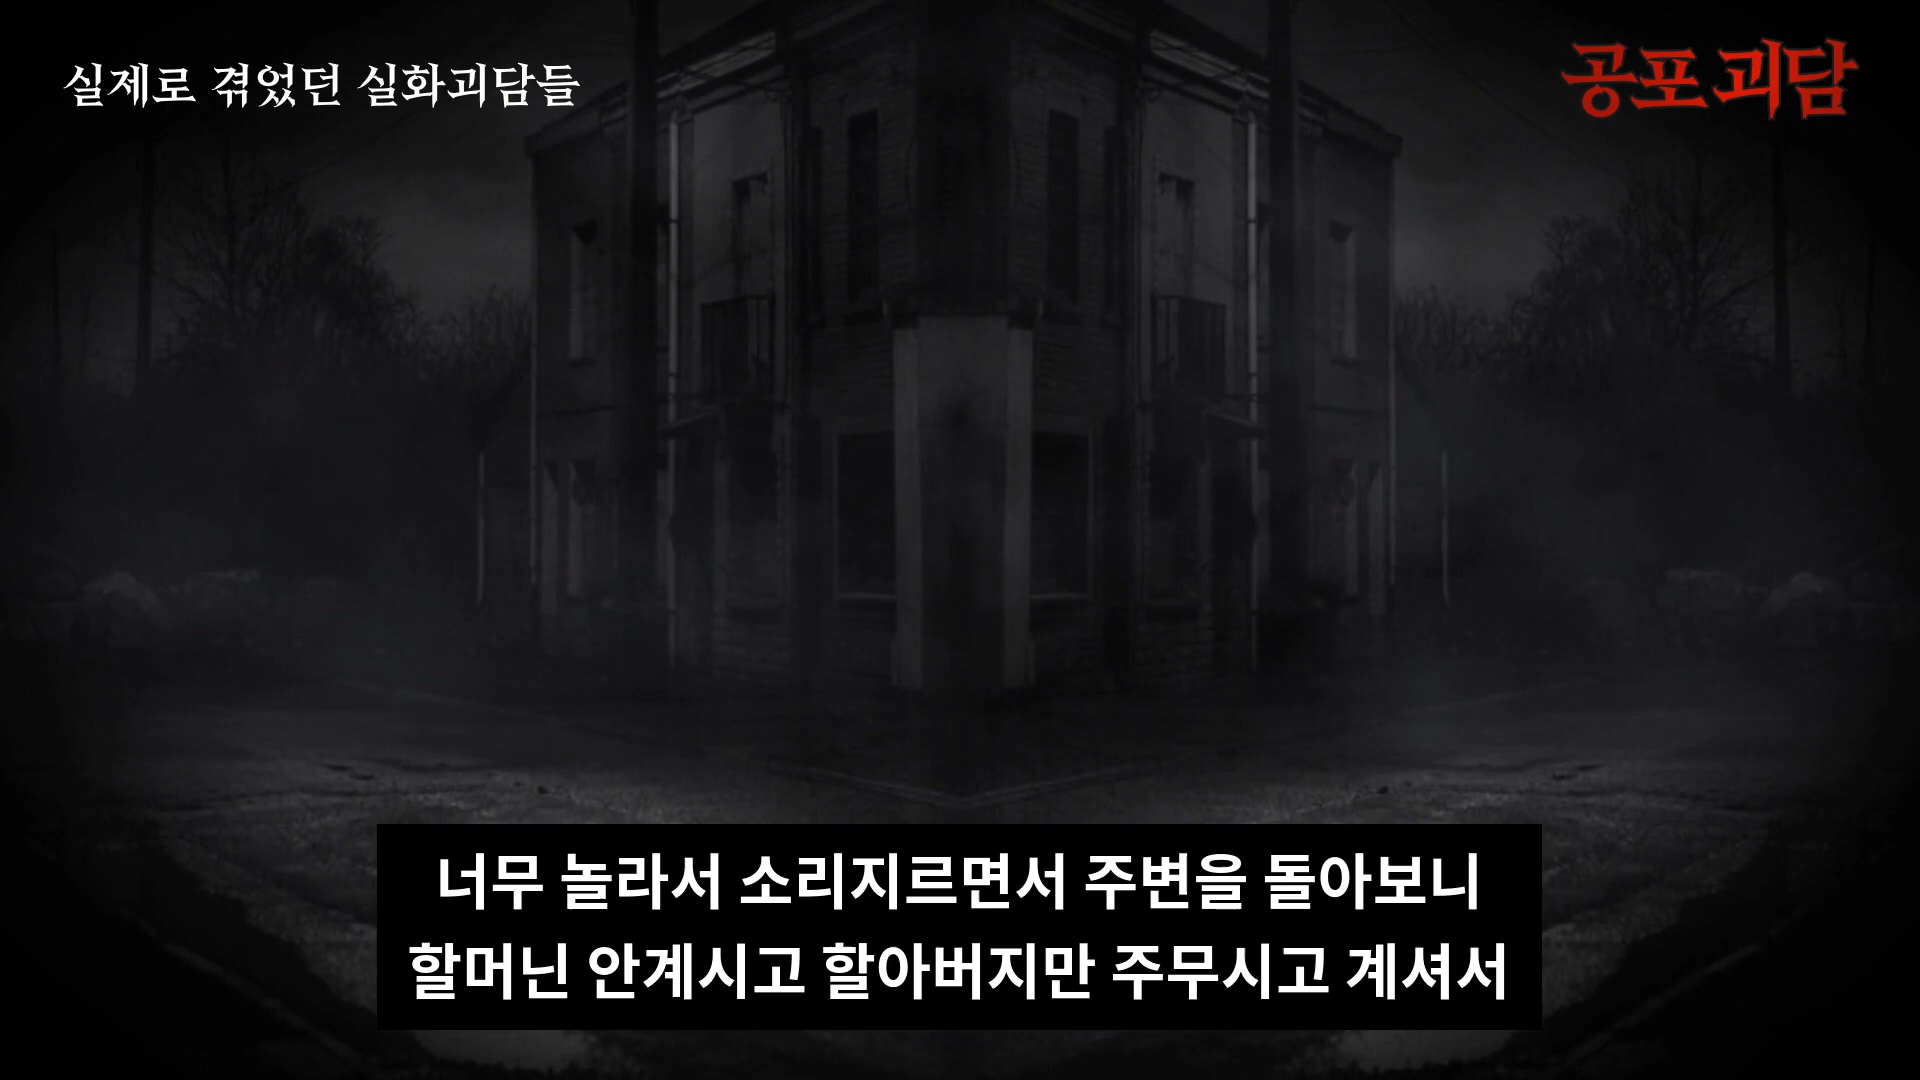 실제로 겪었던 실화괴담들
공포괴담
너무 놀라서 소리지르면서 주변을 돌아보니
할머닌 안계시고 할아버지만 주무시고 계셔서